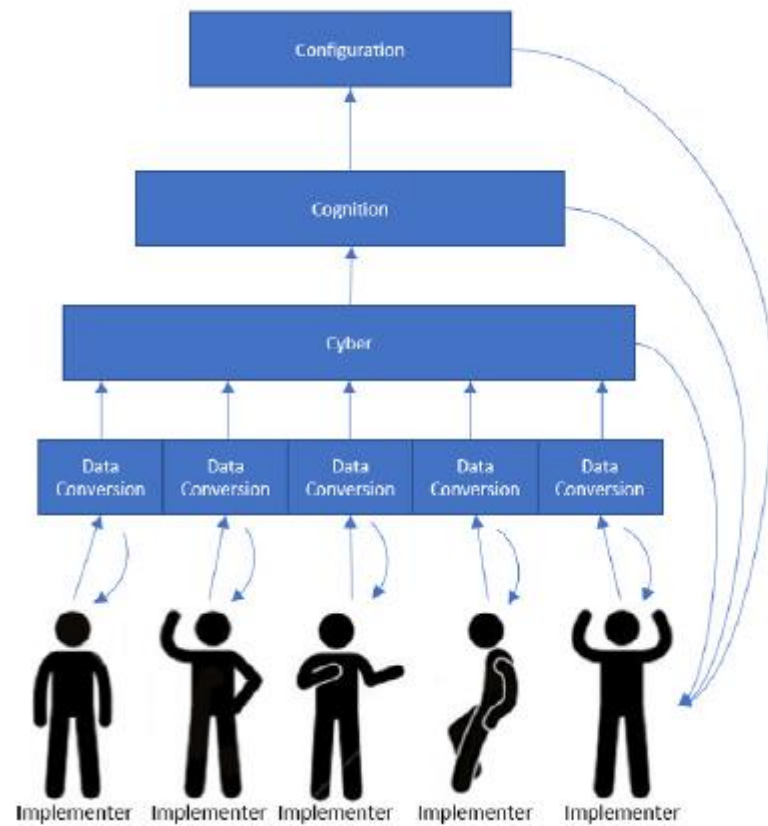 Configuration
Cognition
Cyber
Data
Conversion
Data
Conversion
Data
Conversion
Data
Conversion
Data
Conversion
Implementer
Implementer
Implementer
Implementer
Implementer